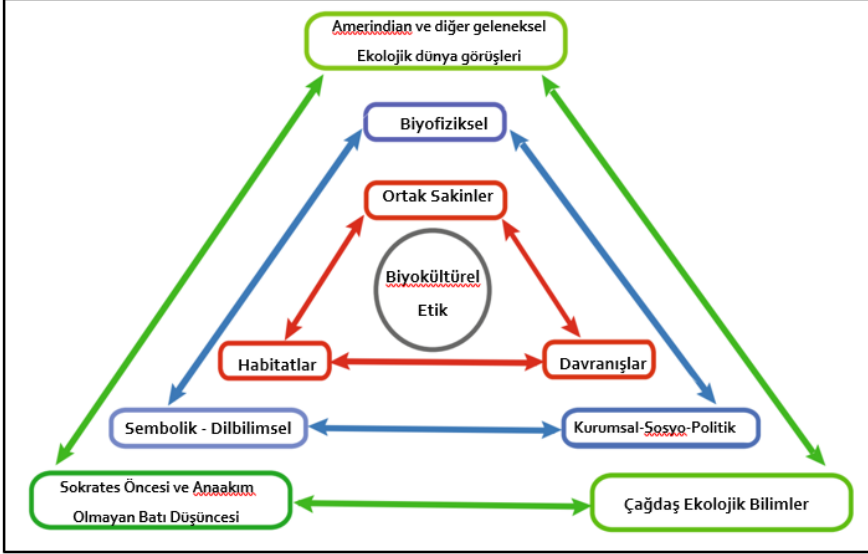 Amerindian ve diğer geleneksel
Ekolojik dünya görüşleri
Biyofiziksel
Ortak Sakinler
Biyokültürel
Etik
Habitatlar
Davranışlar
Sembolik - Dilbilimsel
Kurumsal-Sosyo-Politik
Sokrates Öncesi ve Anaakım
Olmayan Batı Düşüncesi
Çağdaş Ekolojik Bilimler